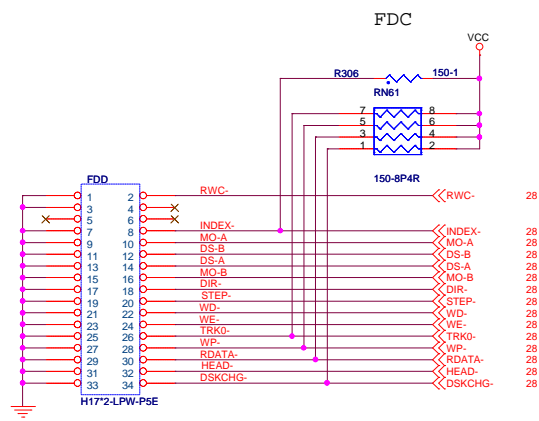 FDC
VCC
R306 150-1
RN61
7 8
5 6
3 4
1 2
150-8P4R
FDD
1 2 RWC- RWC- 28
3 4
5 6
7 8 INDEX- INDEX- 28
9 10 MO-A MO-A 28
11 12 DS-B DS-B 28
13 14 DS-A DS-A 28
15 16 MO-B MO-B 28
17 18 DIR- DIR- 28
19 20 STEP- STEP- 28
21 22 WD- WD- 28
23 24 WE- WE- 28
25 26 TRK0- TRK0- 28
27 28 WP- WP- 28
29 30 RDATA- RDATA- 28
31 32 HEAD- HEAD- 28
33 34 DSKCHG- DSKCHG- 28
H17*2-LPW-P5E